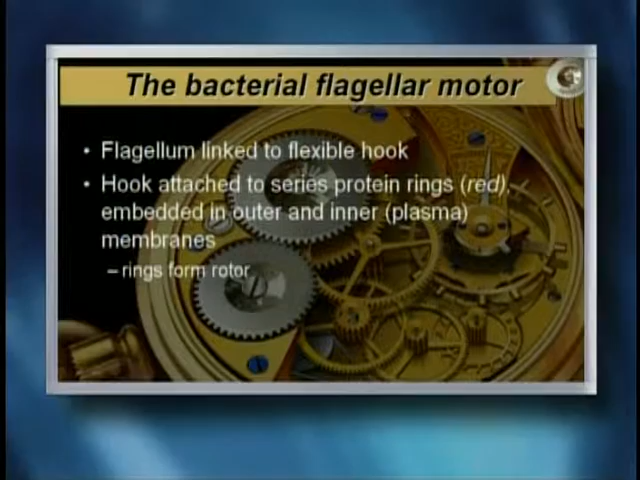 The bacterial flagellar motor
• Flagellum linked to flexible hook
• Hook attached to series protein rings (red),
embedded in outer and inner (plasma)
membranes
– rings form rotor